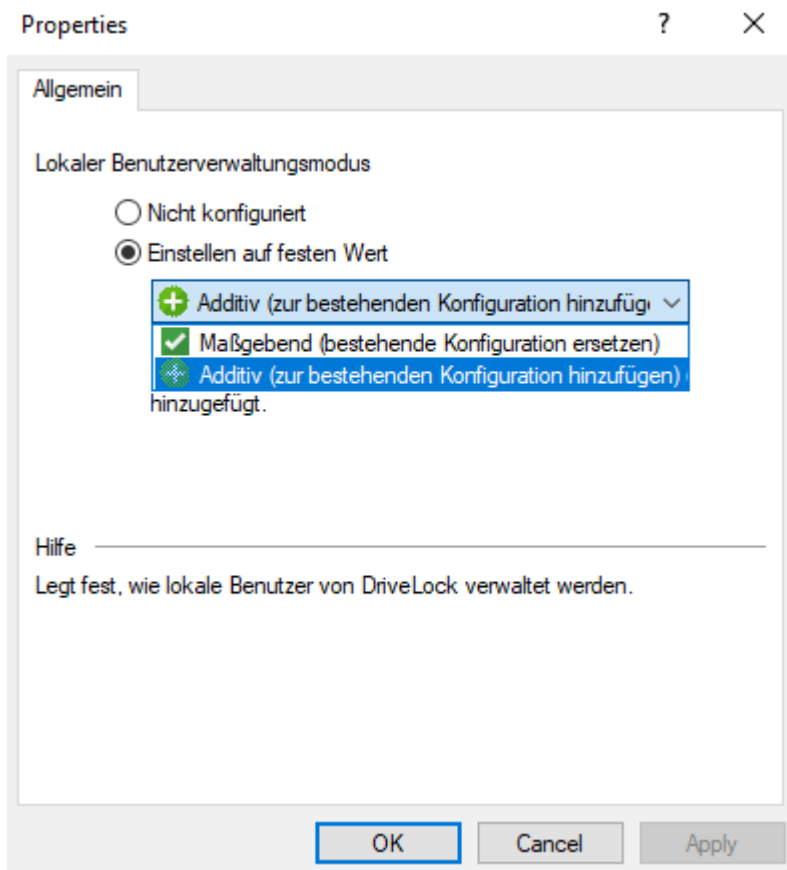 Properties
Allgemein
Lokaler Benutzerverwaltungsmodus
Nicht konfiguriert
Einstellen auf festen Wert
Additiv (zur bestehenden Konfiguration hinzufüg
Maßgebend (bestehende Konfiguration ersetzen)
Additiv (zur bestehenden Konfiguration hinzufügen)
hinzugefügt.
Hilfe
Legt fest, wie lokale Benutzer von DriveLock verwaltet werden.
OK Cancel Apply